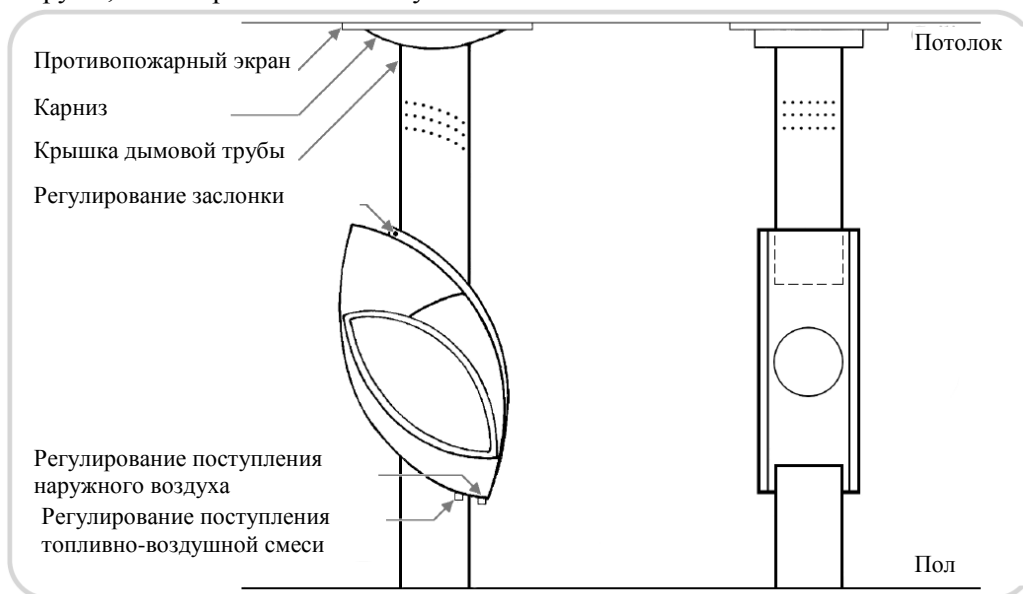 Противопожарный экран
Потолок
Карниз
Крышка дымовой трубы
Регулирование заслонки
Регулирование поступления
наружного воздуха
Регулирование поступления
топливно-воздушной смеси
Пол